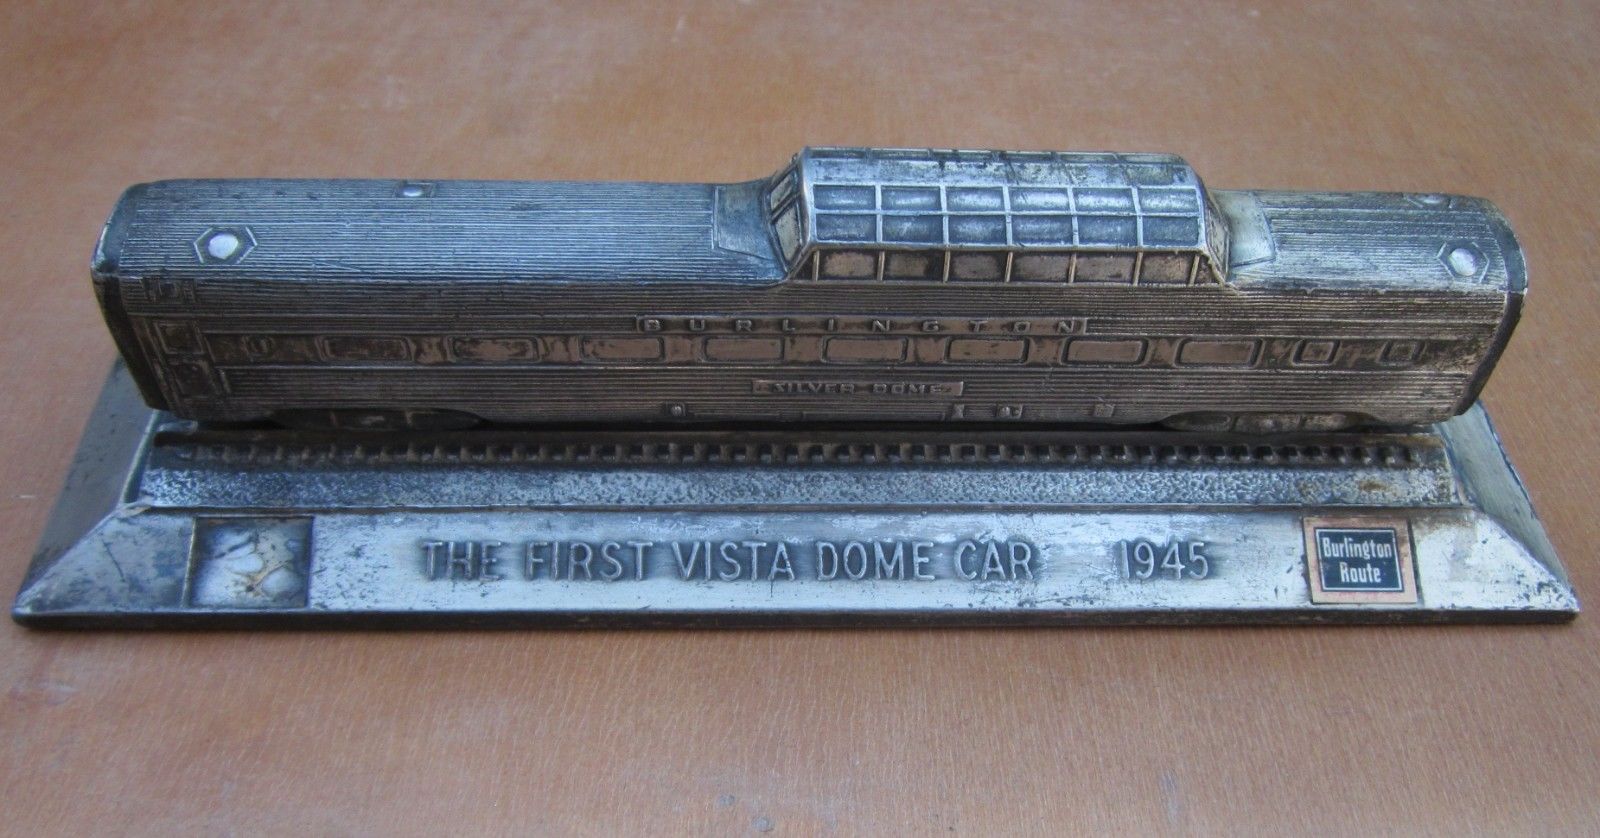 BURLINGTON
SILVER DOME
THE FIRST VISTA DOME CAR 1945
Burlington
Route